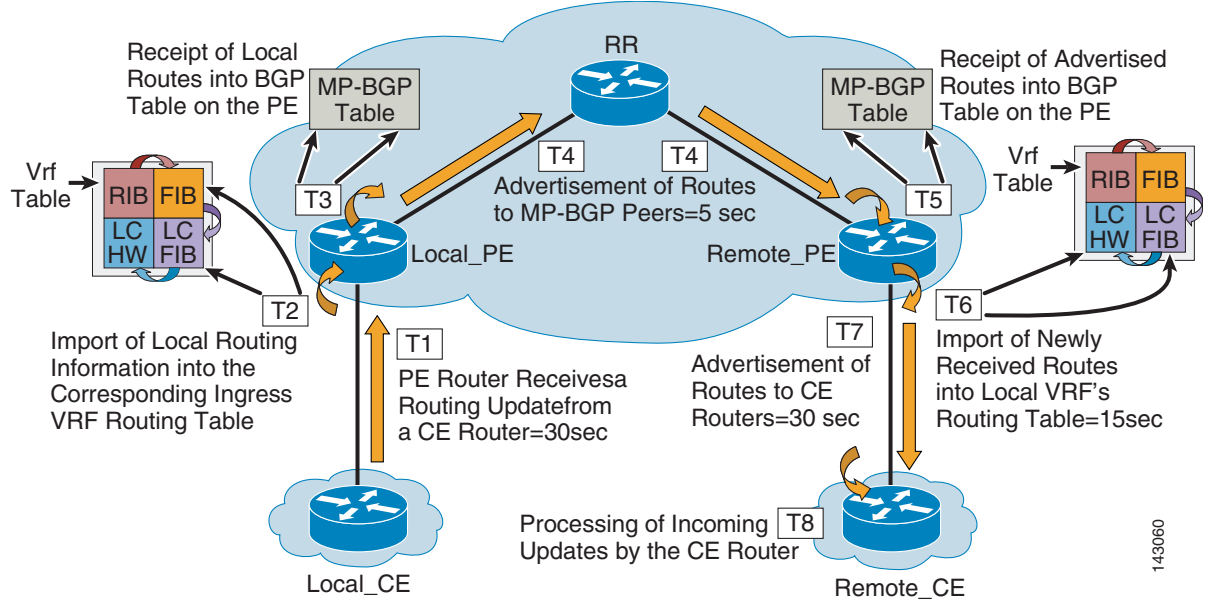 Receipt of Local
Routes into BGP
Table on the PE
MP-BGP
Table
RR
MP-BGP
Table
Receipt of Advertised
Routes into BGP
Table on the PE
Vrf
Table
RIB
FIB
LC
HW
LC
FIB
T3
T4
T4
Advertisement of Routes
to MP-BGP Peers=5 sec
T5
Vrf
Table
RIB
FIB
LC
HW
LC
FIB
Local_PE
Remote_PE
T2
Import of Local Routing
Information into the
Corresponding Ingress
VRF Routing Table
T1
PE Router Receivesa
Routing Updatefrom
a CE Router=30sec
T7
Advertisement of
Routes to CE
Routers=30 sec
T6
Import of Newly
Received Routes
into Local VRF's
Routing Table=15sec
Processing of Incoming
Updates by the CE Router
T8
Local_CE
Remote_CE
143060